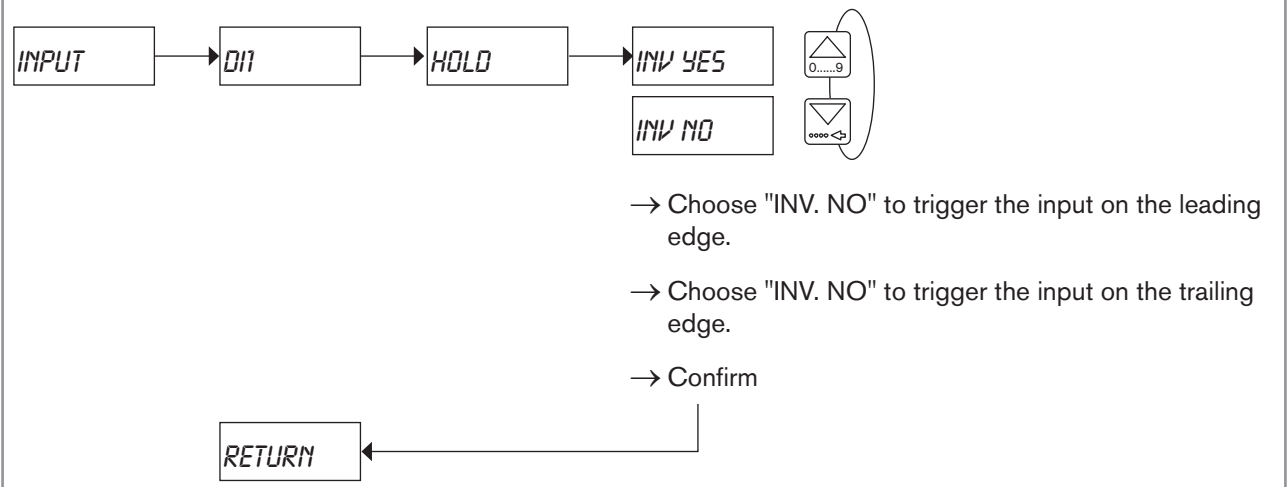 INPUT
DI1
HOLD
INV YES
0......9
INV NO
→ Choose "INV. NO" to trigger the input on the leading
edge.
→ Choose "INV. NO" to trigger the input on the trailing
edge.
→ Confirm
RETURN